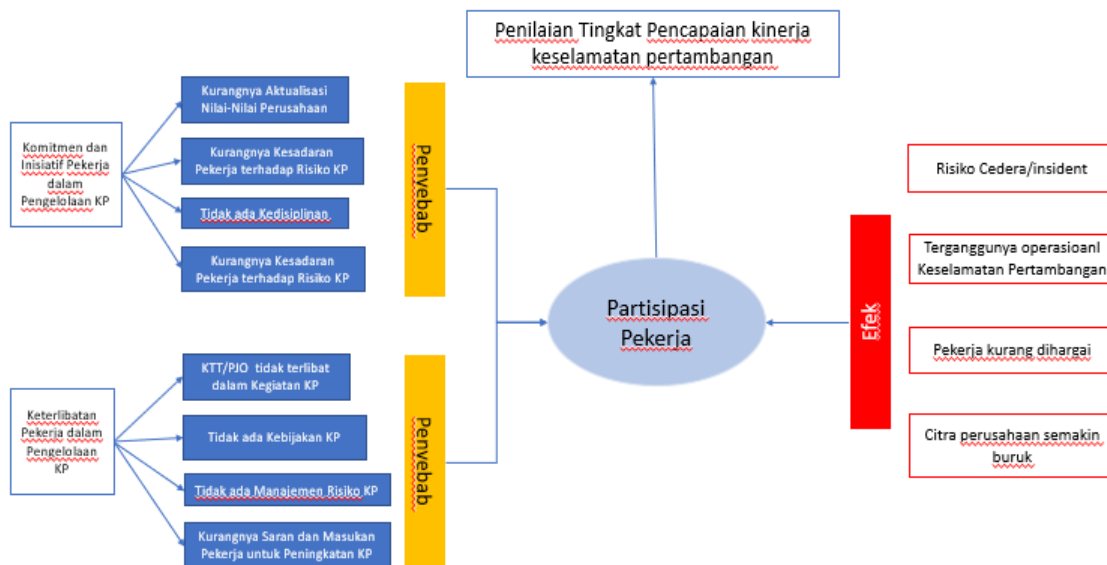 Penilaian Tingkat Pencapaian kinerja
keselamatan pertambangan
Komitmen dan
Inisiatif Pekerja
dalam
Pengelolaan KP
Kurangnya Aktualisasi
Nilai-Nilai Perusahaan
Kurangnya Kesadaran
Pekerja terhadap Risiko KP
Tidak ada Kedisiplinan
Kurangnya Kesadaran
Pekerja terhadap Risiko KP
Penyebab
Keterlibatan
Pekerja dalam
Pengelolaan
KP
KTT/PJO tidak terlibat
dalam Kegiatan KP
Tidak ada Kebijakan KP
Tidak ada Manajemen Risiko KP
Kurangnya Saran dan Masukan
Pekerja untuk Peningkatan KP
Penyebab
Partisipasi
Pekerja
Efek
Risiko Cedera/insident
Terganggunya operasioanl
Keselamatan Pertambangan
Pekerja kurang dihargai
Citra perusahaan semakin
buruk